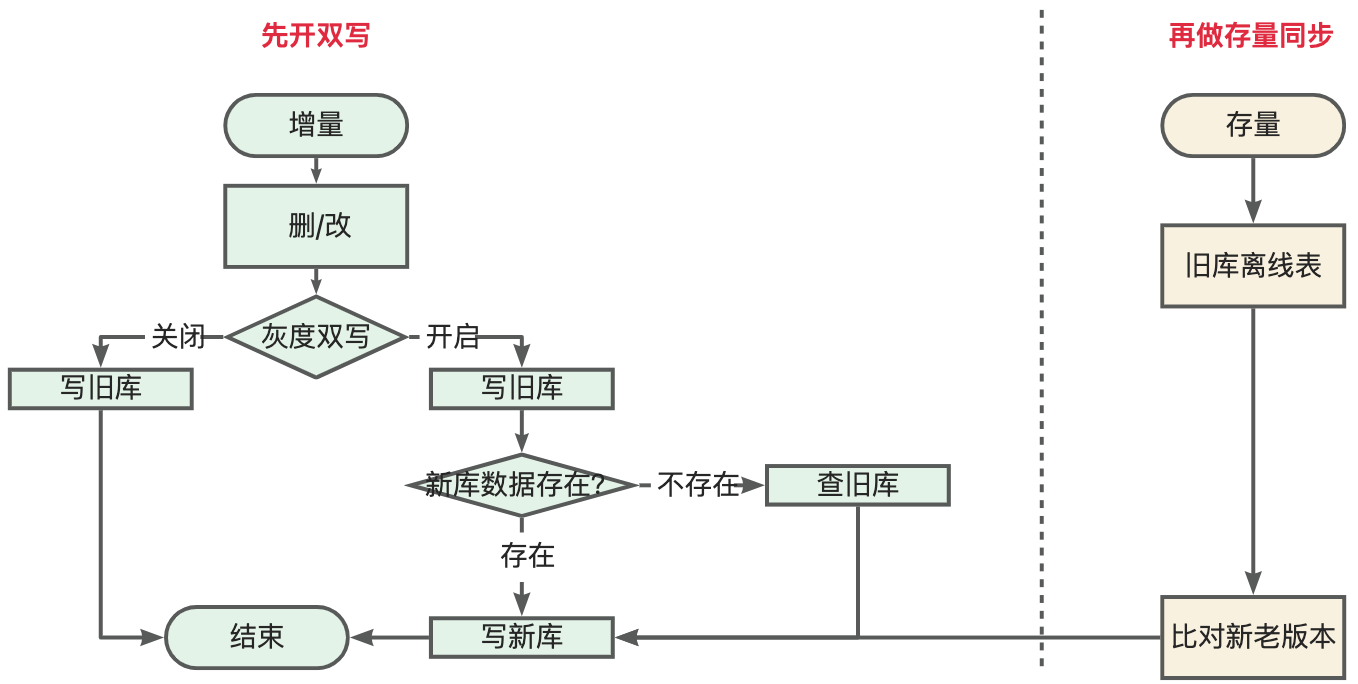 先开双写
再做存量同步
增量
存量
删/改
旧库离线表
关闭
灰度双写
开启
写旧库
写旧库
新库数据存在?
不存在
查旧库
存在
结束
写新库
比对新老版本